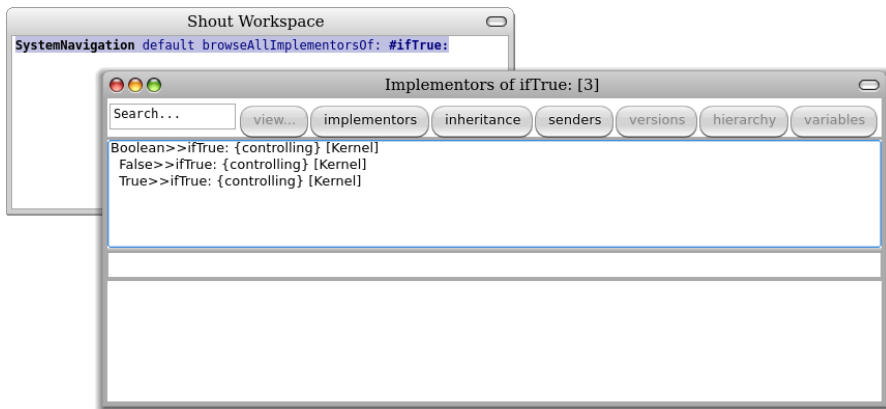 Shout Workspace
SystemNavigation default browseAllImplementorsOf: #ifTrue:
Implementors of ifTrue: [3]
Search... view... implementors inheritance senders versions hierarchy variables
Boolean>>ifTrue: {controlling} [Kernel]
False>>ifTrue: {controlling} [Kernel]
True>>ifTrue: {controlling} [Kernel]